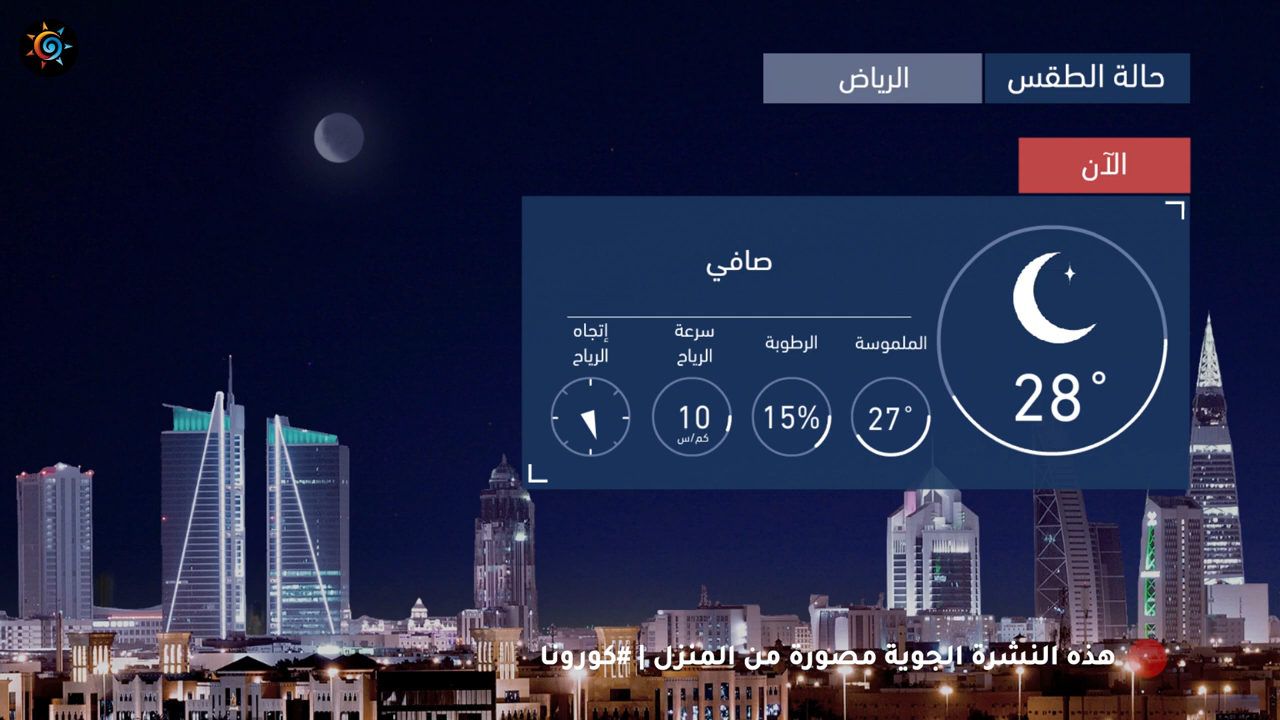 حالة الطقس
الرياض
الآن
صافي
الملموسة
الرطوبة
سرعة
الرياح
إتجاه
الرياح
28°
27°
15%
10
كم/س
هذه النشرة الجوية مصورة من المنزل | #كورونا